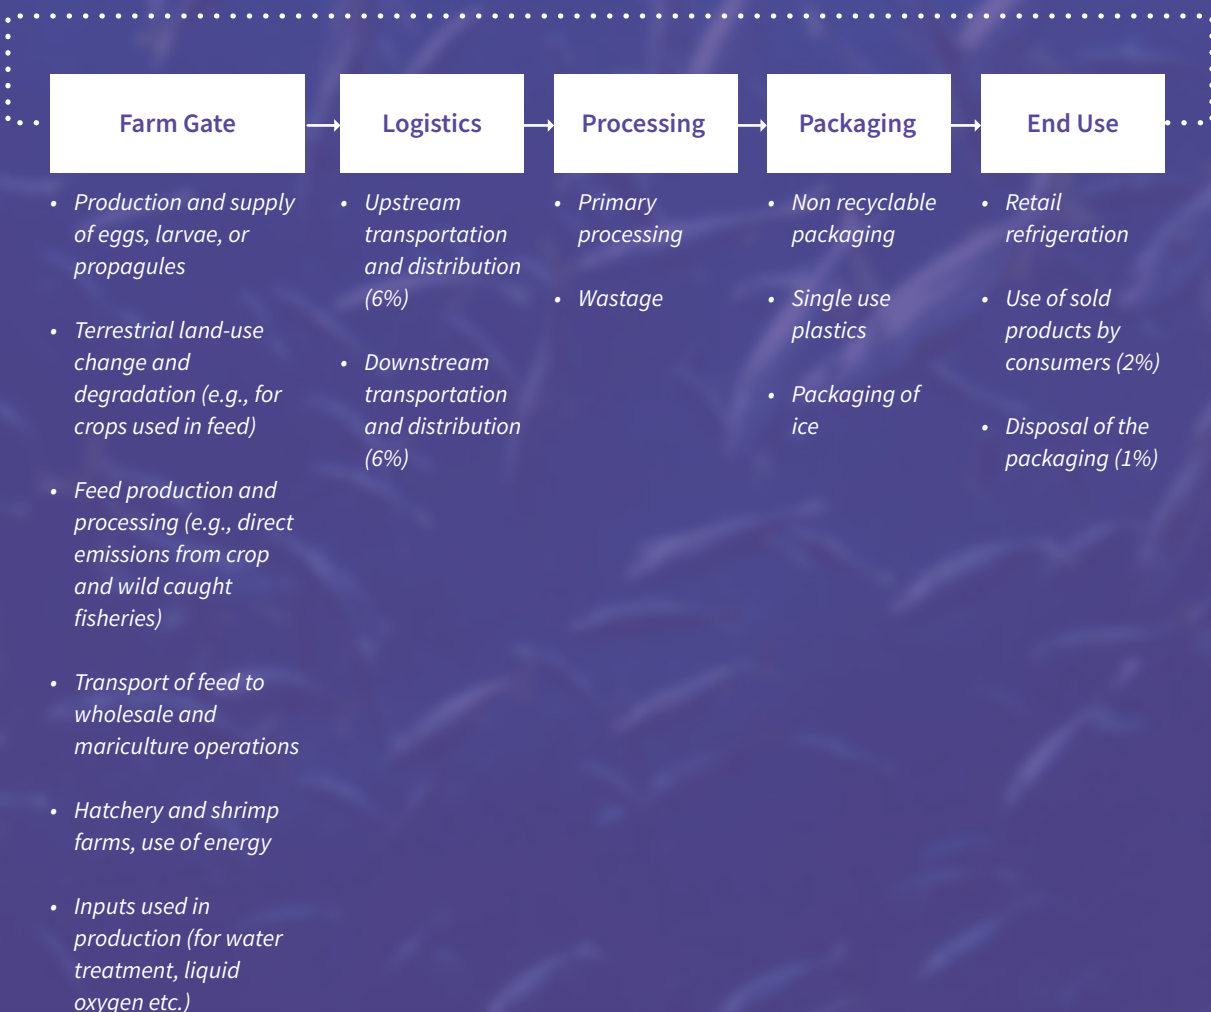 Farm Gate
Logistics
Processing
Packaging
End Use
• Production and supply
of eggs, larvae, or
propagules
• Terrestrial land-use
change and
degradation (e.g., for
crops used in feed)
• Feed production and
processing (e.g., direct
emissions from crop
and wild caught
fisheries)
• Transport of feed to
wholesale and
mariculture operations
• Hatchery and shrimp
farms, use of energy
• Inputs used in
production (for water
treatment, liquid
oxygen etc.)
• Upstream
transportation
and distribution
(6%)
• Downstream
transportation
and distribution
(6%)
• Primary
processing
• Wastage
• Non recyclable
packaging
• Single use
plastics
• Packaging of
ice
• Retail
refrigeration
• Use of sold
products by
consumers (2%)
• Disposal of the
packaging (1%)